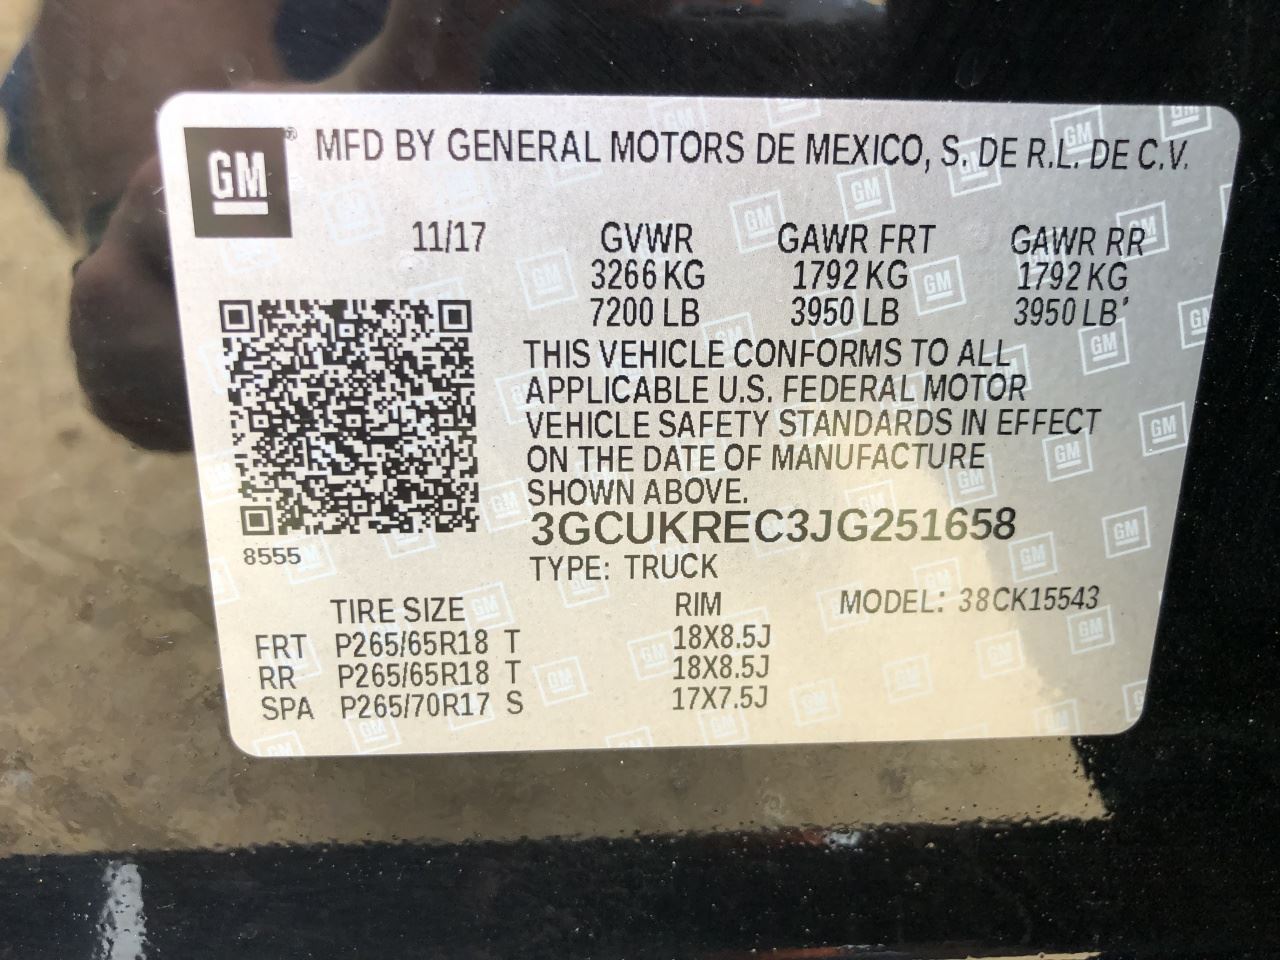 GM® MFD BY GENERAL MOTORS DE MEXICO, S. DE R.L. DE C.V.
11/17 GVWR GAWR FRT GAWR RR
3266 KG 1792 KG 1792 KG
7200 LB 3950 LB 3950 LB
THIS VEHICLE CONFORMS TO ALL
APPLICABLE U.S. FEDERAL MOTOR
VEHICLE SAFETY STANDARDS IN EFFECT
ON THE DATE OF MANUFACTURE
SHOWN ABOVE.
3GCUKREC3JG251658
8555
TYPE: TRUCK
TIRE SIZE RIM MODEL: 38CK15543
FRT P265/65R18 T 18X8.5J
RR P265/65R18 T 18X8.5J
SPA P265/70R17 S 17X7.5J